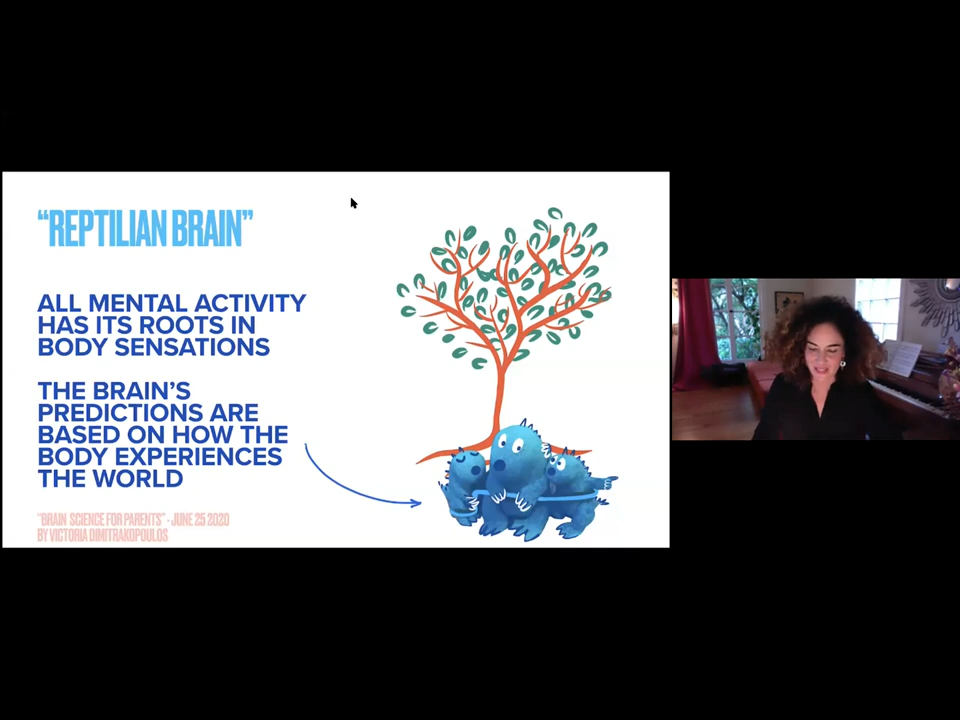 “REPTILIAN BRAIN”
ALL MENTAL ACTIVITY
HAS ITS ROOTS IN
BODY SENSATIONS
THE BRAIN’S
PREDICTIONS ARE
BASED ON HOW THE
BODY EXPERIENCES
THE WORLD
“BRAIN SCIENCE FOR PARENTS” - JUNE 25 2020
BY VICTORIA DIMITRAKOPOULOS